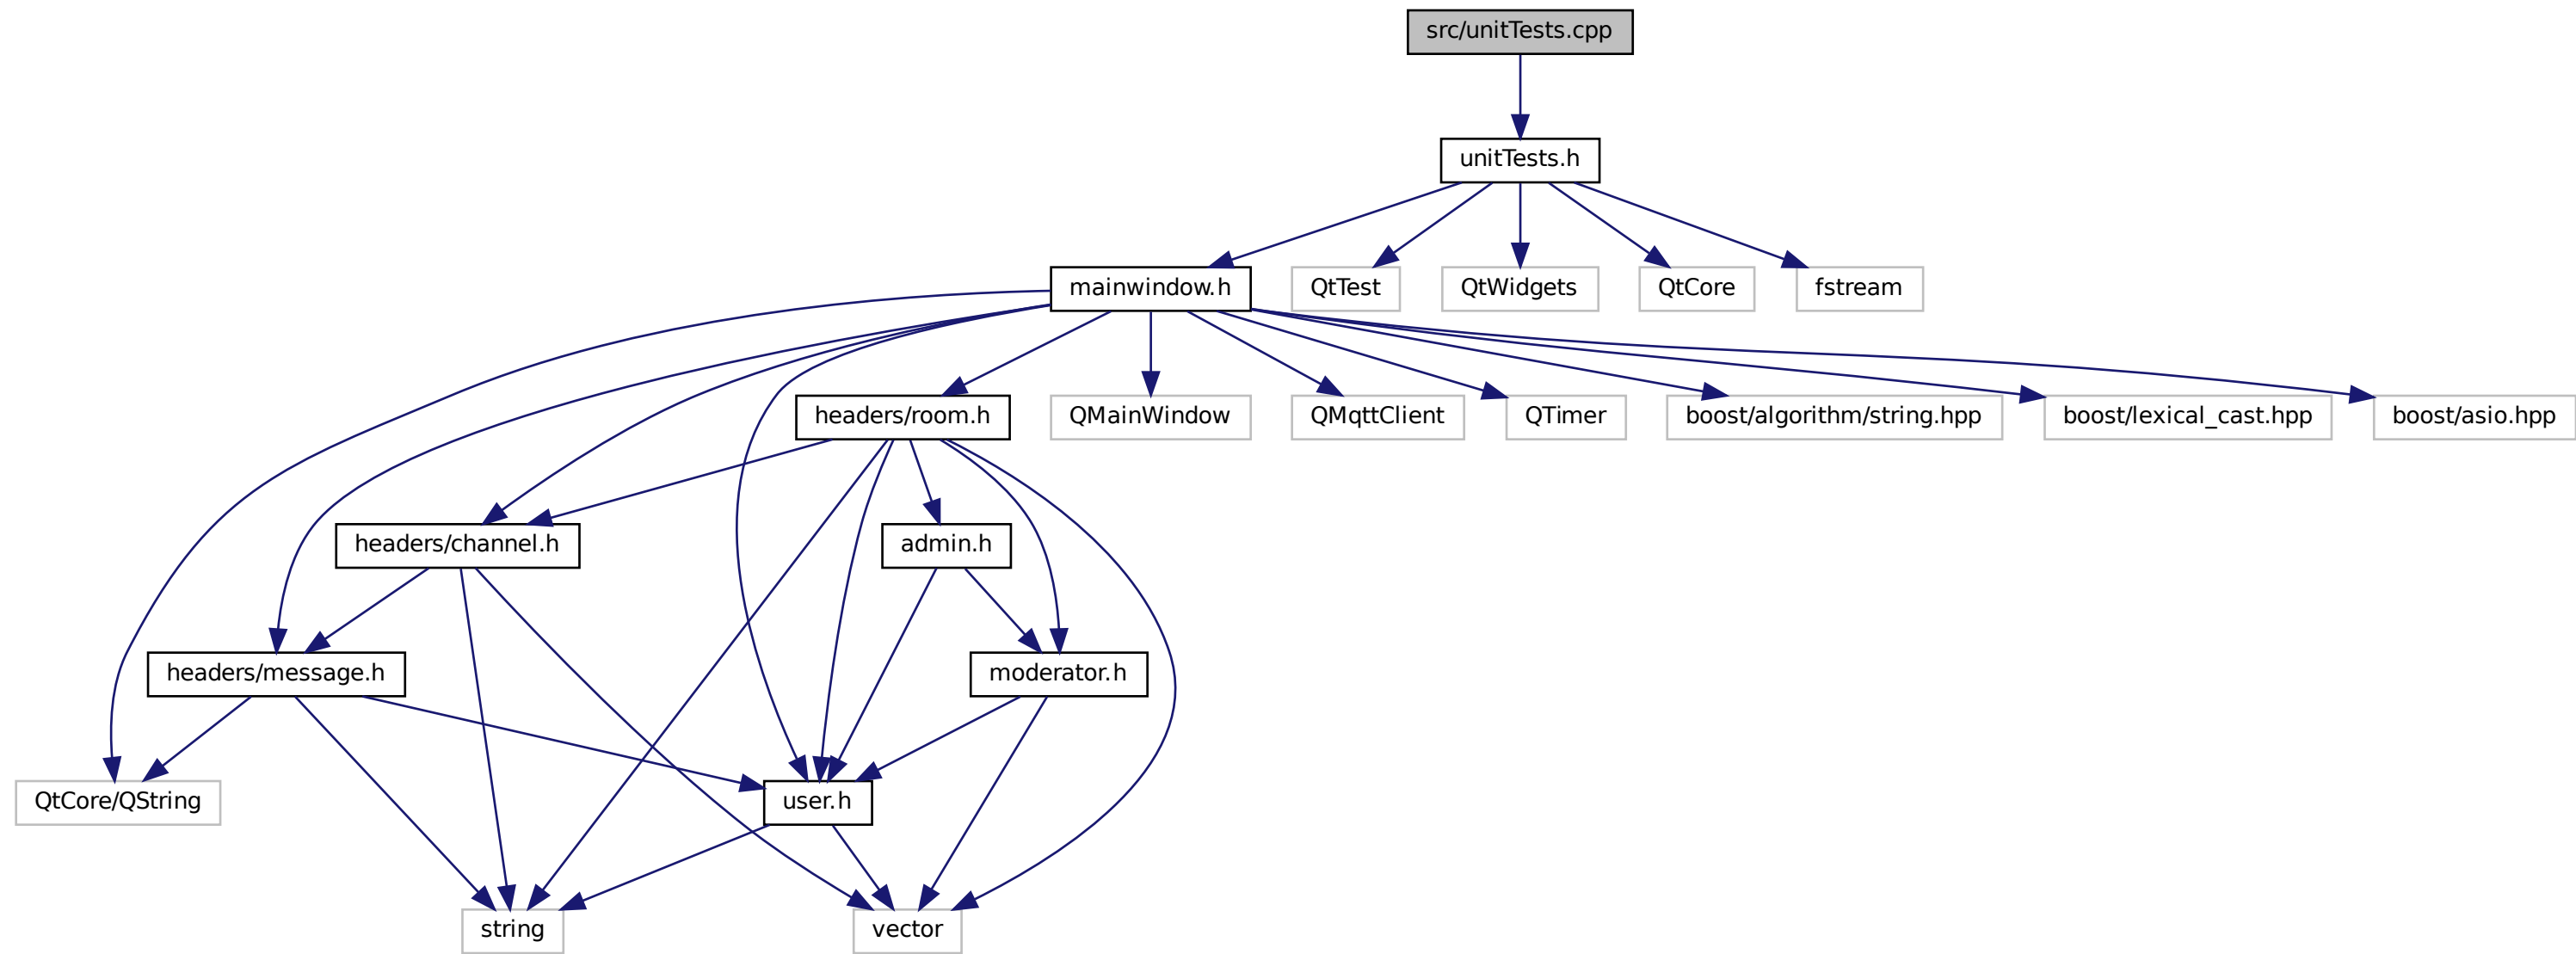 src/unitTests.cpp
unitTests.h
mainwindow.h
QtTest
QtWidgets
QtCore
fstream
headers/room.h
QMainWindow
QMqttClient
QTimer
boost/algorithm/string.hpp
boost/lexical_cast.hpp
boost/asio.hpp
headers/channel.h
admin.h
headers/message.h
moderator.h
QtCore/QString
user.h
string
vector